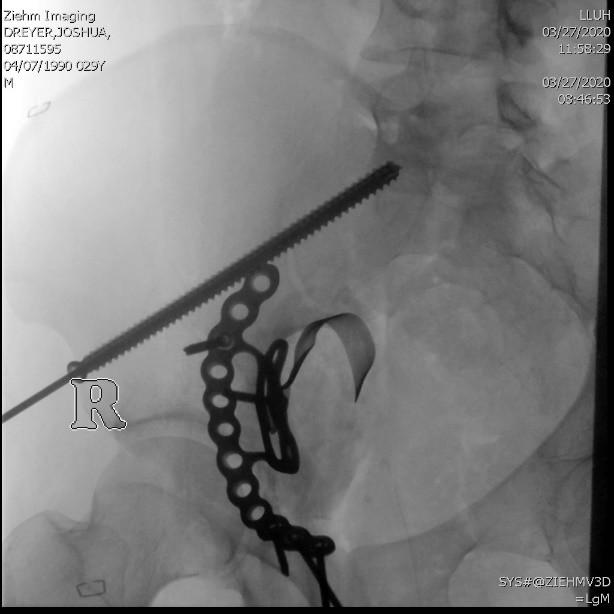 Ziehm Imaging
DREYER,JOSHUA,
08711595
04/07/1990 029Y
M
LLUH
03/27/2020
11:58:29
03/27/2020
03:46:53
R
SYS#@ZIEHMV3D
=LgM